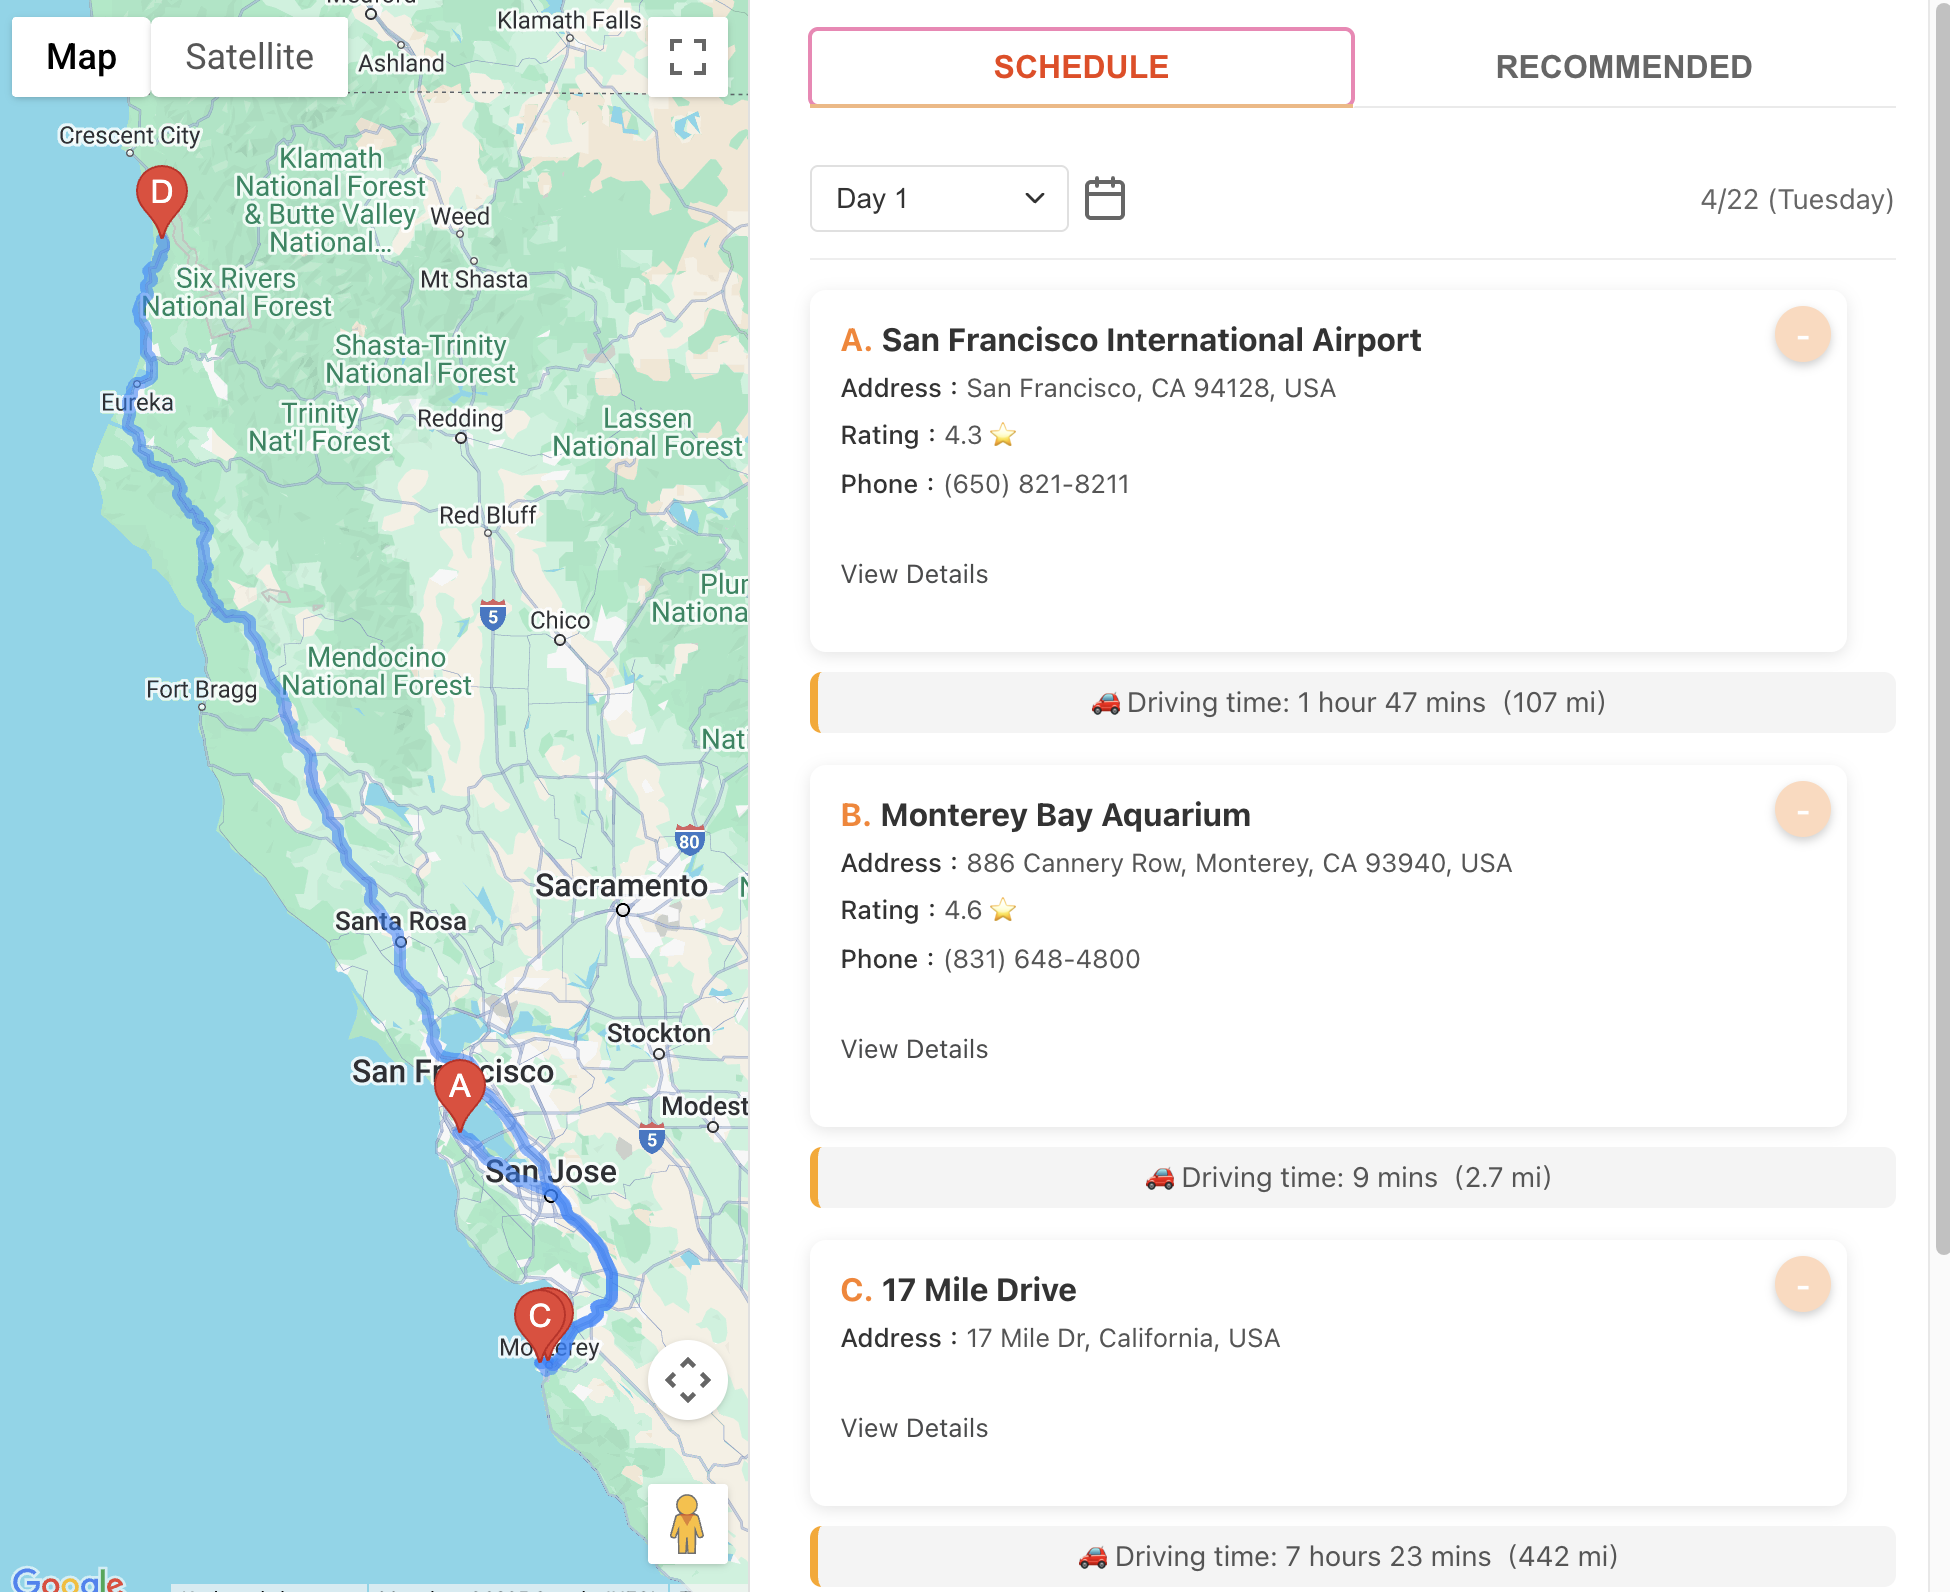 Medford
Klamath Falls
Map
Satellite
Ashland
Crescent City
D
Klamath
National Forest
& Butte Valley
National...
Weed
Mt Shasta
Six Rivers
National Forest
Shasta-Trinity
National Forest
Eureka
Trinity
Nat'l Forest
Redding
Lassen
National Forest
Red Bluff
5
Chico
Plur
Nationa
Mendocino
National Forest
Fort Bragg
Nati
80
Sacramento
N
Santa Rosa
Stockton
San Francisco
A
Modest
5
San Jose
C
Monterey
Google
SCHEDULE
RECOMMENDED
Day 1
4/22 (Tuesday)
A. San Francisco International Airport
-
Address : San Francisco, CA 94128, USA
Rating : 4.3 ⭐
Phone : (650) 821-8211
View Details
🚗 Driving time: 1 hour 47 mins (107 mi)
B. Monterey Bay Aquarium
-
Address : 886 Cannery Row, Monterey, CA 93940, USA
Rating : 4.6 ⭐
Phone : (831) 648-4800
View Details
🚗 Driving time: 9 mins (2.7 mi)
C. 17 Mile Drive
-
Address : 17 Mile Dr, California, USA
View Details
🚗 Driving time: 7 hours 23 mins (442 mi)